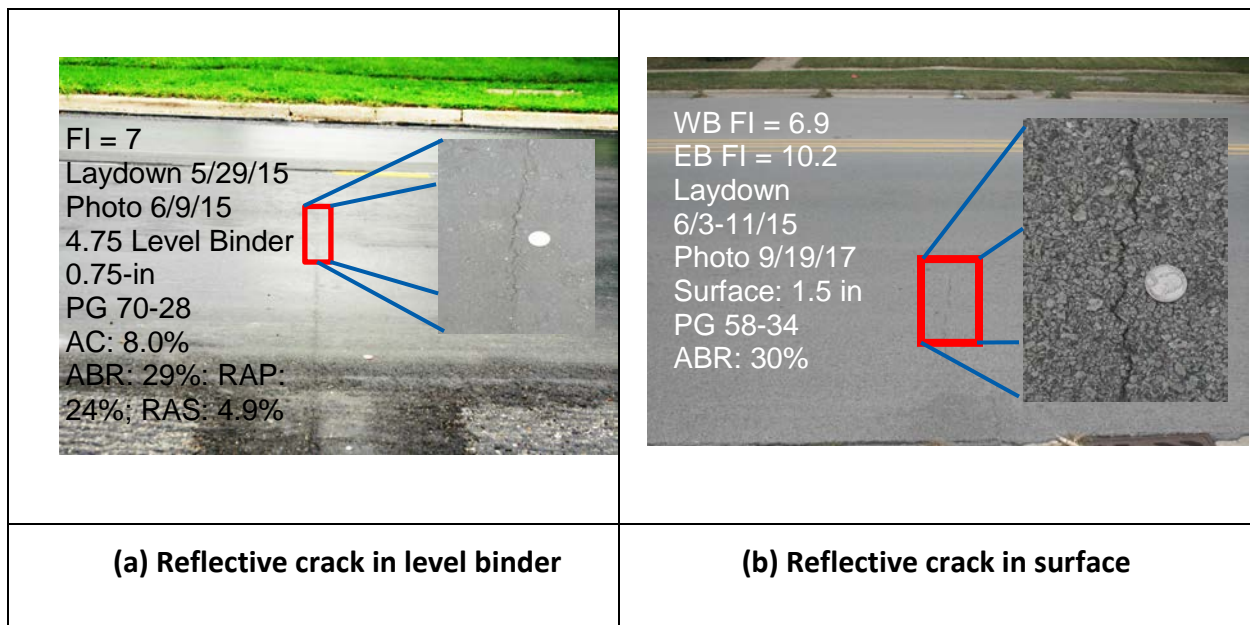 FI = 7
Laydown 5/29/15
Photo 6/9/15
4.75 Level Binder
0.75-in
PG 70-28
AC: 8.0%
ABR: 29%: RAP:
24%; RAS: 4.9%
WB FI = 6.9
EB FI = 10.2
Laydown
6/3-11/15
Photo 9/19/17
Surface: 1.5 in
PG 58-34
ABR: 30%
(a) Reflective crack in level binder
(b) Reflective crack in surface